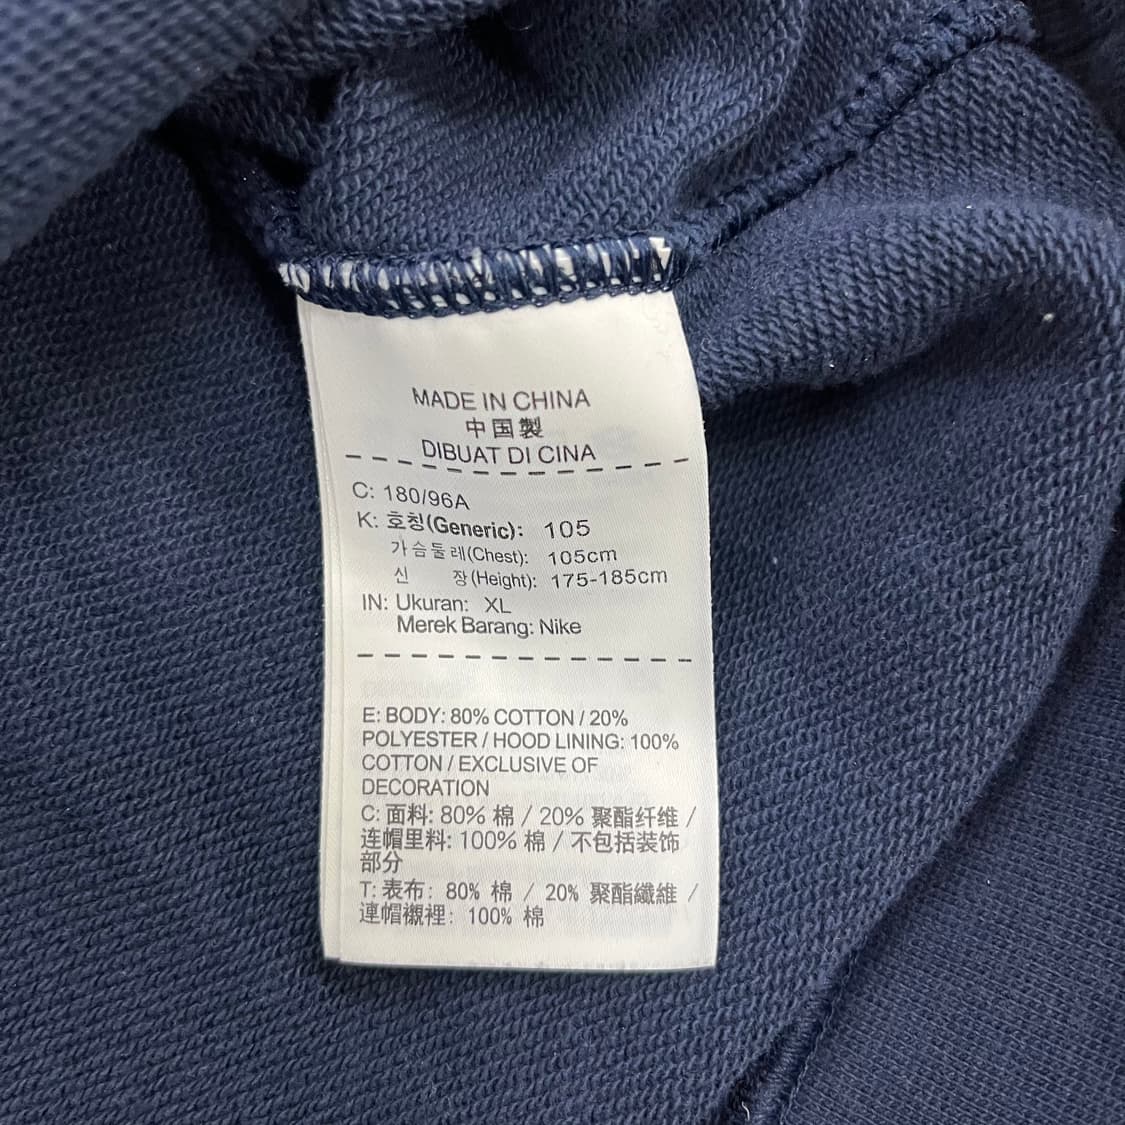 MADE IN CHINA
中国製
DIBUAT DI CINA
C: 180/96A
K: 호칭(Generic): 105
가슴둘레(Chest): 105cm
신 장(Height): 175-185cm
IN: Ukuran: XL
Merek Barang: Nike
E: BODY: 80% COTTON / 20%
POLYESTER / HOOD LINING: 100%
COTTON / EXCLUSIVE OF
DECORATION
C: 面料: 80% 棉 / 20% 聚酯纤维 /
连帽里料: 100% 棉 / 不包括装饰
部分
T: 表布: 80% 棉 / 20% 聚酯纖維 /
連帽襯裡: 100% 棉